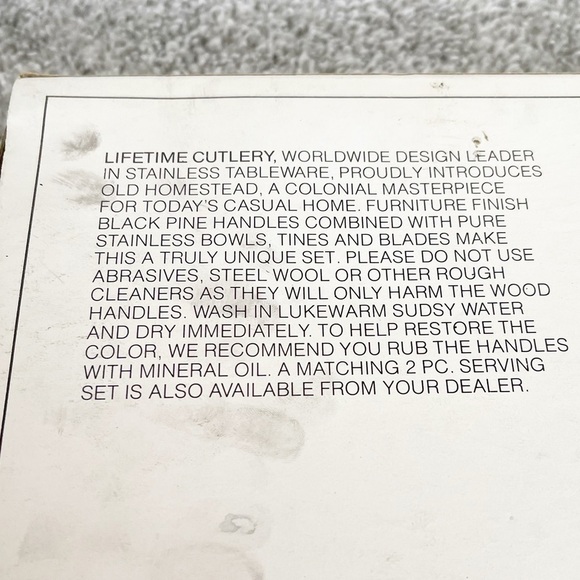 LIFETIME CUTLERY, WORLDWIDE DESIGN LEADER
IN STAINLESS TABLEWARE, PROUDLY INTRODUCES
OLD HOMESTEAD, A COLONIAL MASTERPIECE
FOR TODAY'S CASUAL HOME. FURNITURE FINISH
BLACK PINE HANDLES COMBINED WITH PURE
STAINLESS BOWLS, TINES AND BLADES MAKE
THIS A TRULY UNIQUE SET. PLEASE DO NOT USE
ABRASIVES, STEEL WOOL OR OTHER ROUGH
CLEANERS AS THEY WILL ONLY HARM THE WOOD
HANDLES. WASH IN LUKEWARM SUDSY WATER
AND DRY IMMEDIATELY. TO HELP RESTORE THE
COLOR, WE RECOMMEND YOU RUB THE HANDLES
WITH MINERAL OIL. A MATCHING 2 PC. SERVING
SET IS ALSO AVAILABLE FROM YOUR DEALER.